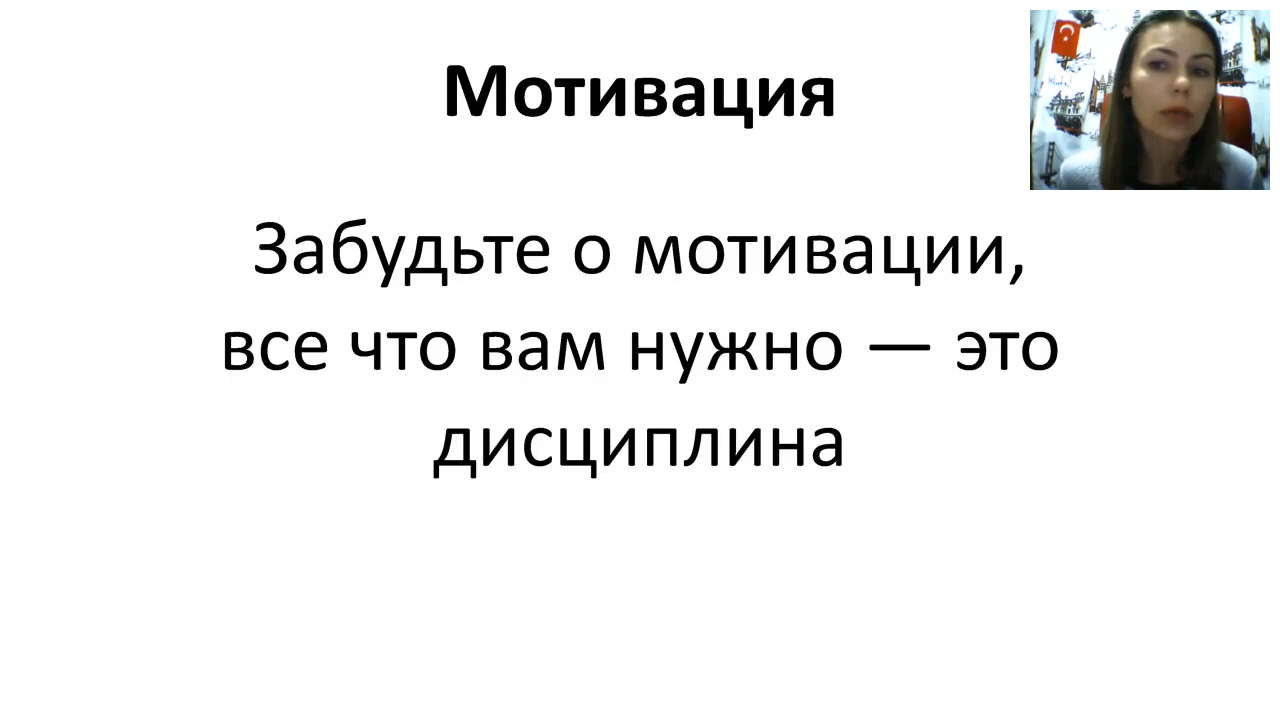 Мотивация
Забудьте о мотивации,
все что вам нужно — это
дисциплина